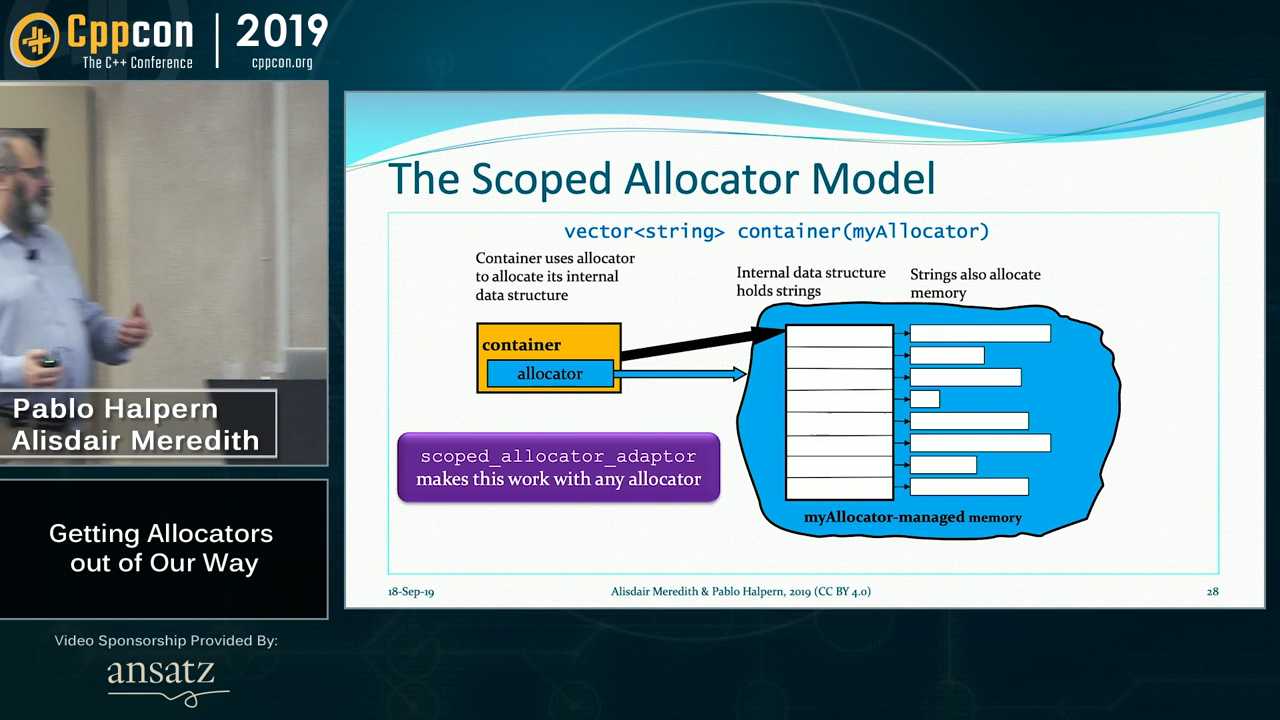 Cppcon
The C++ Conference
2019
cppcon.org
Pablo Halpern
Alisdair Meredith
Getting Allocators
out of Our Way
Video Sponsorship Provided By:
ansatz
The Scoped Allocator Model
vector<string> container(myAllocator)
Container uses allocator
to allocate its internal
data structure
Internal data structure
holds strings
Strings also allocate
memory
container
allocator
scoped_allocator_adaptor
makes this work with any allocator
myAllocator-managed memory
18-Sep-19
Alisdair Meredith & Pablo Halpern, 2019 (CC BY 4.0)
28